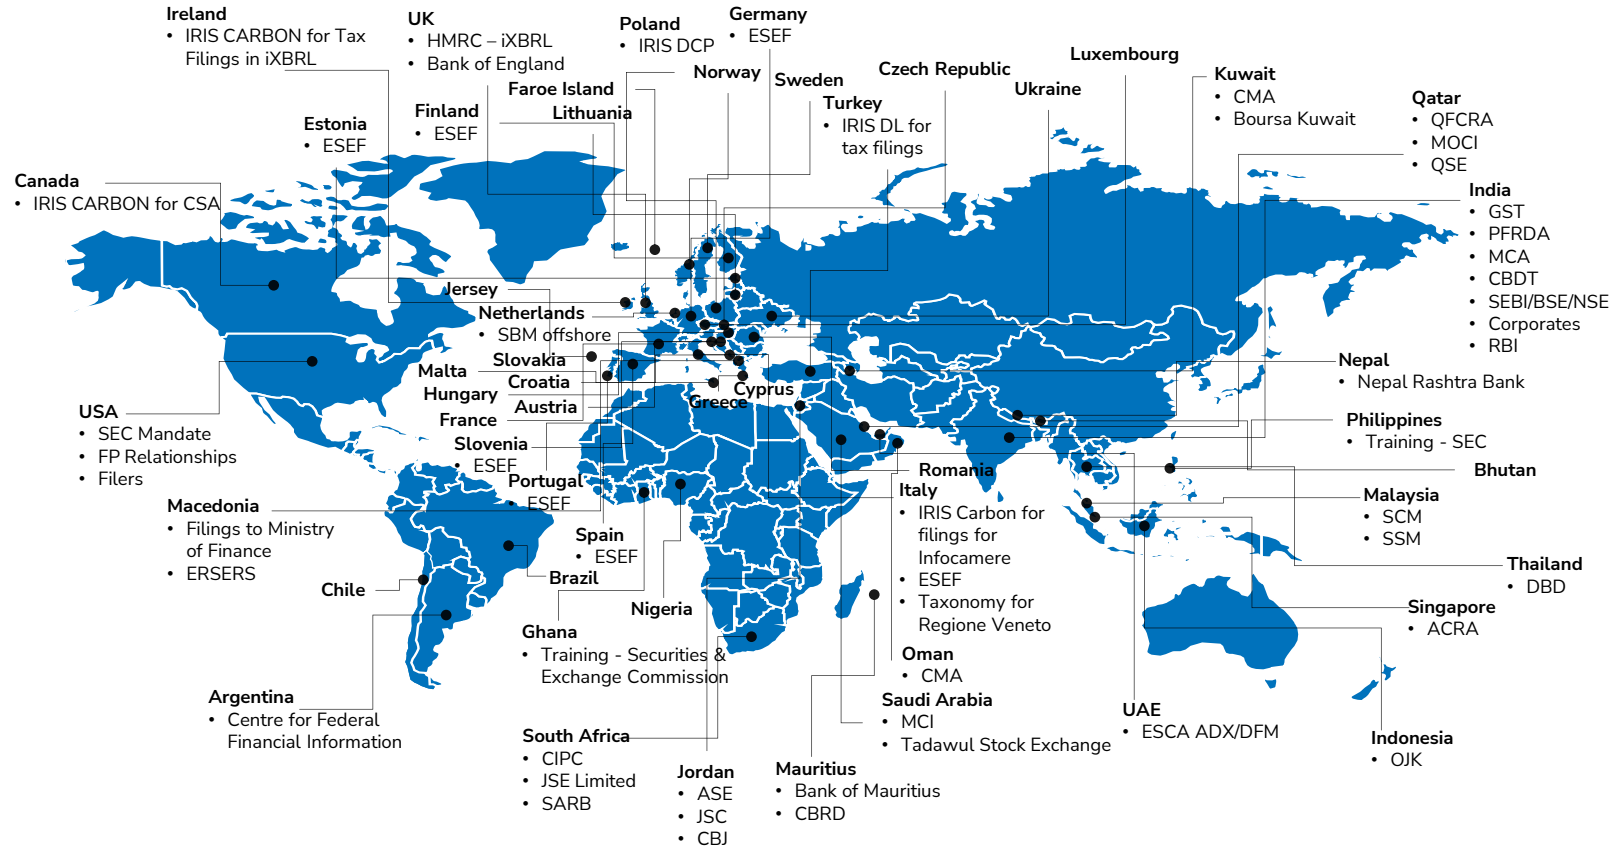 Ireland
• IRIS CARBON for Tax
Filings in iXBRL
UK
• HMRC – iXBRL
• Bank of England
Poland
• IRIS DCP
Germany
• ESEF
Norway
Sweden
Faroe Island
Lithuania
Finland
• ESEF
Estonia
• ESEF
Czech Republic
Turkey
• IRIS DL for
tax filings
Ukraine
Luxembourg
Kuwait
• CMA
• Boursa Kuwait
Qatar
• QFCRA
• MOCI
• QSE
Canada
• IRIS CARBON for CSA
India
• GST
• PFRDA
• MCA
• CBDT
• SEBI/BSE/NSE
• Corporates
• RBI
Jersey
Netherlands
• SBM offshore
Slovakia
Malta
Croatia
Hungary
Austria
France
Slovenia
• ESEF
Portugal
• ESEF
Cyprus
Greece
Nepal
• Nepal Rashtra Bank
USA
• SEC Mandate
• FP Relationships
• Filers
Philippines
• Training - SEC
Bhutan
Romania
Italy
• IRIS Carbon for
filings for
Infocamere
• ESEF
• Taxonomy for
Regione Veneto
Malaysia
• SCM
• SSM
Macedonia
• Filings to Ministry
of Finance
• ERSERS
Spain
• ESEF
Thailand
• DBD
Chile
Brazil
Nigeria
Singapore
• ACRA
Ghana
• Training - Securities &
Exchange Commission
Oman
• CMA
Saudi Arabia
• MCI
• Tadawul Stock Exchange
Argentina
• Centre for Federal
Financial Information
UAE
• ESCA ADX/DFM
South Africa
• CIPC
• JSE Limited
• SARB
Indonesia
• OJK
Jordan
• ASE
• JSC
• CBJ
Mauritius
• Bank of Mauritius
• CBRD